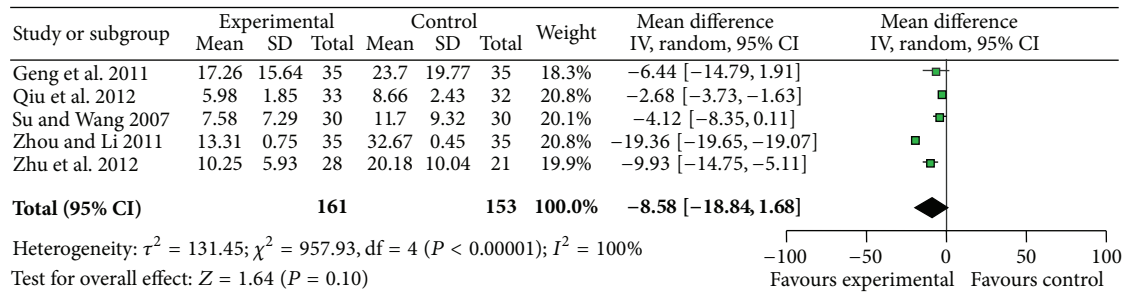 Study or subgroup Experimental Control Weight Mean difference Mean difference
Mean SD Total Mean SD Total IV, random, 95% CI IV, random, 95% CI
Geng et al. 2011 17.26 15.64 35 23.7 19.77 35 18.3% −6.44 [−14.79, 1.91]
Qiu et al. 2012 5.98 1.85 33 8.66 2.43 32 20.8% −2.68 [−3.73, −1.63]
Su and Wang 2007 7.58 7.29 30 11.7 9.32 30 20.1% −4.12 [−8.35, 0.11]
Zhou and Li 2011 13.31 0.75 35 32.67 0.45 35 20.8% −19.36 [−19.65, −19.07]
Zhu et al. 2012 10.25 5.93 28 20.18 10.04 21 19.9% −9.93 [−14.75, −5.11]
Total (95% CI) 161 153 100.0% −8.58 [−18.84, 1.68]
Heterogeneity: τ² = 131.45; χ² = 957.93, df = 4 (P < 0.00001); I² = 100%
Test for overall effect: Z = 1.64 (P = 0.10)
−100 −50 0 50 100
Favours experimental Favours control